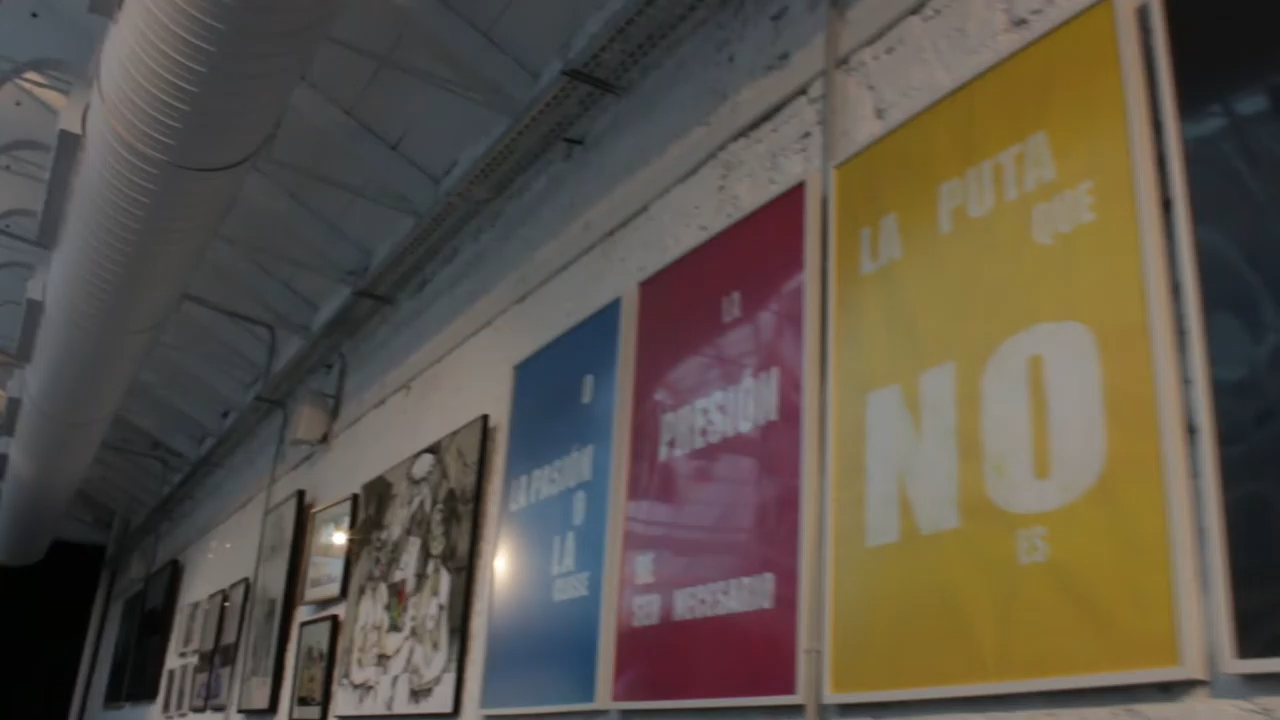 O
LA PASIÓN
O
LA
LA
PRESIÓN
DE
SER NECESARIO
LA PUTA
QUE
NO
ES